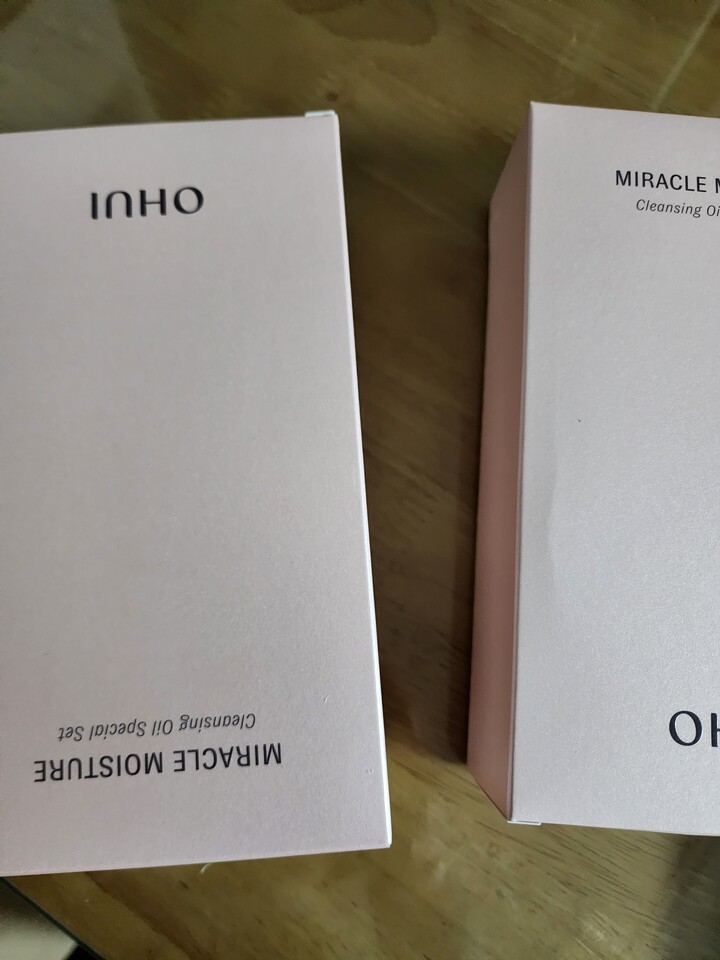 OHUI
Cleansing Oil Special Set
MIRACLE MOISTURE
MIRACLE M
Cleansing Oi
OH